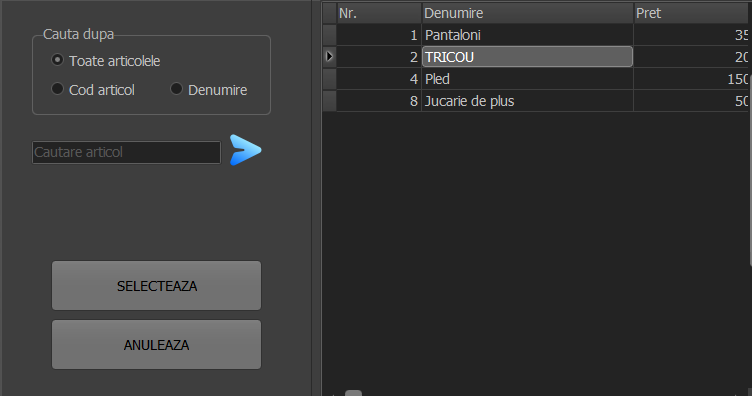 Cauta dupa
Toate articolele
Cod articol Denumire
Cautare articol
SELECTEAZA
ANULEAZA
Nr. Denumire Pret
1 Pantaloni 35
2 TRICOU 20
4 Pled 150
8 Jucarie de plus 50